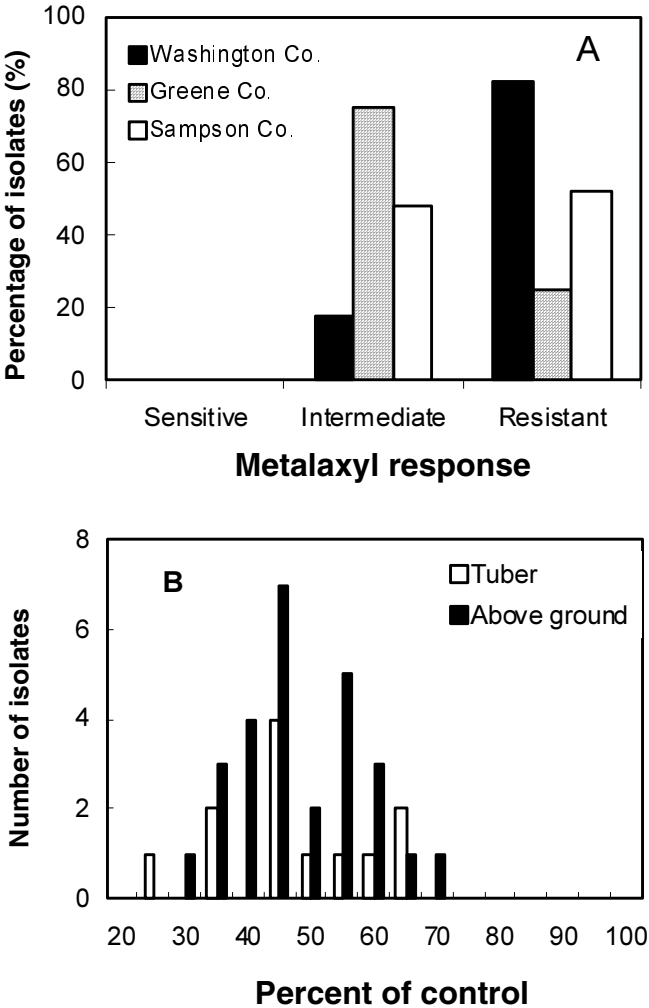 100
80
60
40
20
0
Percentage of isolates (%)
Washington Co.
Greene Co.
Sampson Co.
A
Sensitive Intermediate Resistant
Metalaxyl response
8
6
4
2
0
Number of isolates
B
Tuber
Above ground
20 30 40 50 60 70 80 90 100
Percent of control